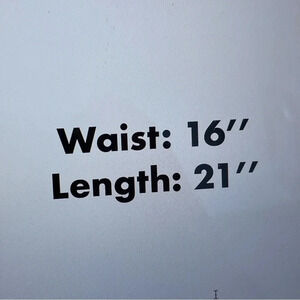 Waist: 16’’
Length: 21’’